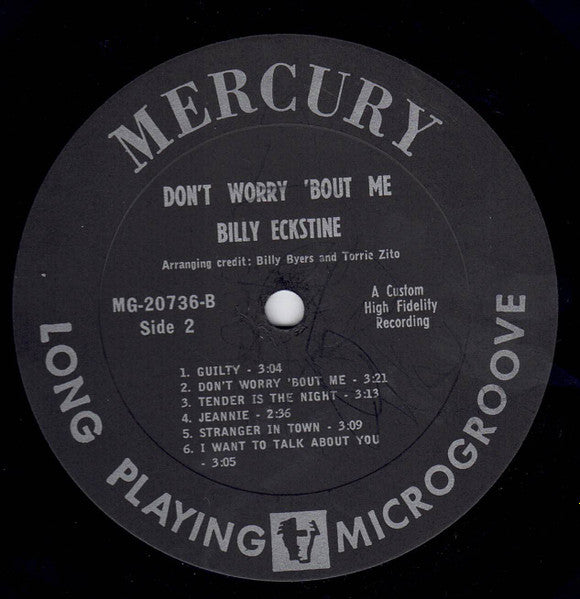 MERCURY
DON'T WORRY 'BOUT ME
BILLY ECKSTINE
Arranging credit: Billy Byers and Torrie Zito
MG-20736-B
Side 2
A Custom
High Fidelity
Recording
1. GUILTY - 3:04
2. DON'T WORRY 'BOUT ME - 3:21
3. TENDER IS THE NIGHT - 3:13
4. JEANNIE - 2:36
5. STRANGER IN TOWN - 3:09
6. I WANT TO TALK ABOUT YOU
- 3:05
LONG PLAYING MICROGROOVE